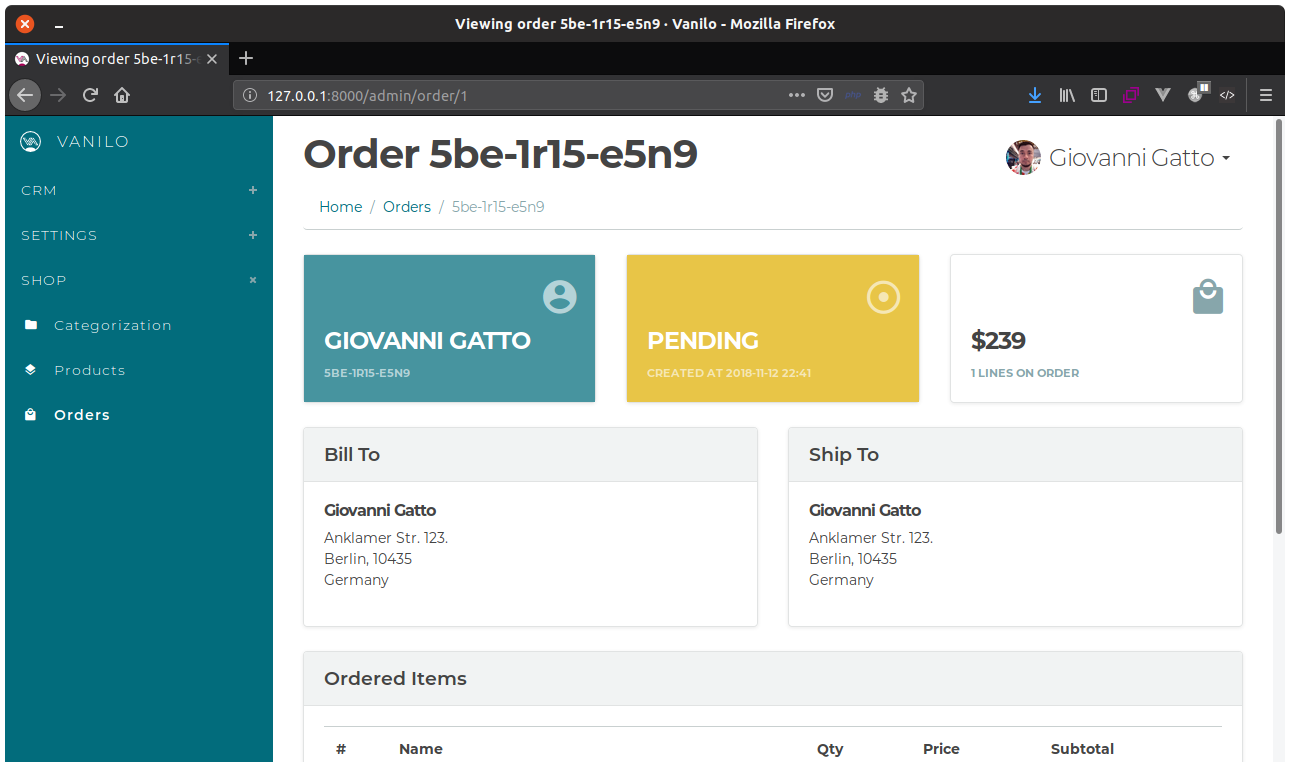 Viewing order 5be-1r15-e5n9 · Vanilo - Mozilla Firefox
Viewing order 5be-1r15-
127.0.0.1:8000/admin/order/1
VANILO
CRM
SETTINGS
SHOP
Categorization
Products
Orders
Order 5be-1r15-e5n9
Giovanni Gatto
Home / Orders / 5be-1r15-e5n9
GIOVANNI GATTO
5BE-1R15-E5N9
PENDING
CREATED AT 2018-11-12 22:41
$239
1 LINES ON ORDER
Bill To
Giovanni Gatto
Anklamer Str. 123.
Berlin, 10435
Germany
Ship To
Giovanni Gatto
Anklamer Str. 123.
Berlin, 10435
Germany
Ordered Items
# Name Qty Price Subtotal